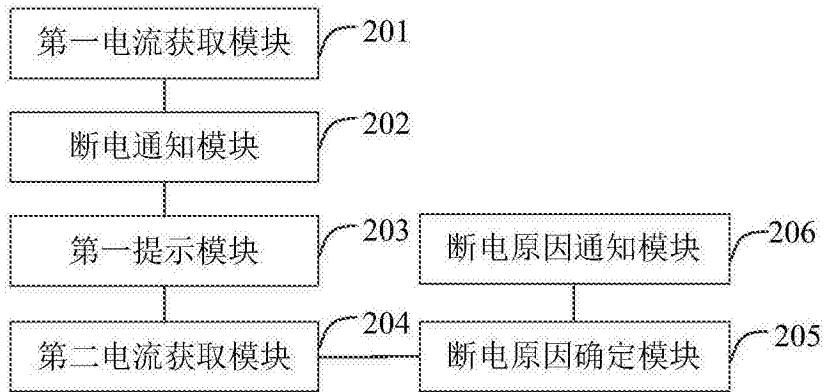 第一电流获取模块 201
断电通知模块 202
第一提示模块 203
断电原因通知模块 206
第二电流获取模块 204
断电原因确定模块 205